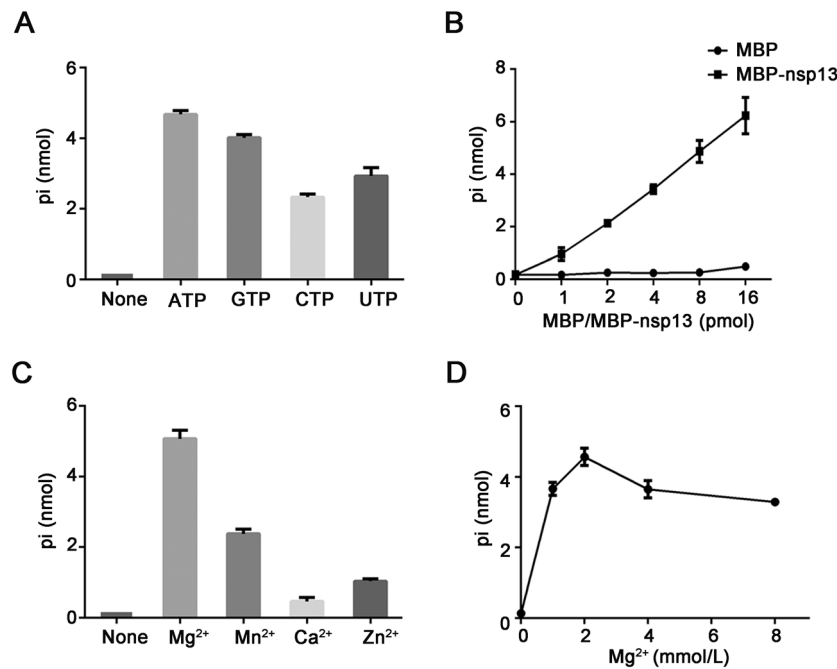 A
pi (nmol)
6
4
2
0
None ATP GTP CTP UTP
B
MBP
MBP-nsp13
pi (nmol)
8
6
4
2
0
0 1 2 4 8 16
MBP/MBP-nsp13 (pmol)
C
pi (nmol)
6
4
2
0
None Mg²⁺ Mn²⁺ Ca²⁺ Zn²⁺
D
pi (nmol)
6
4
2
0
0 2 4 6 8
Mg²⁺ (mmol/L)